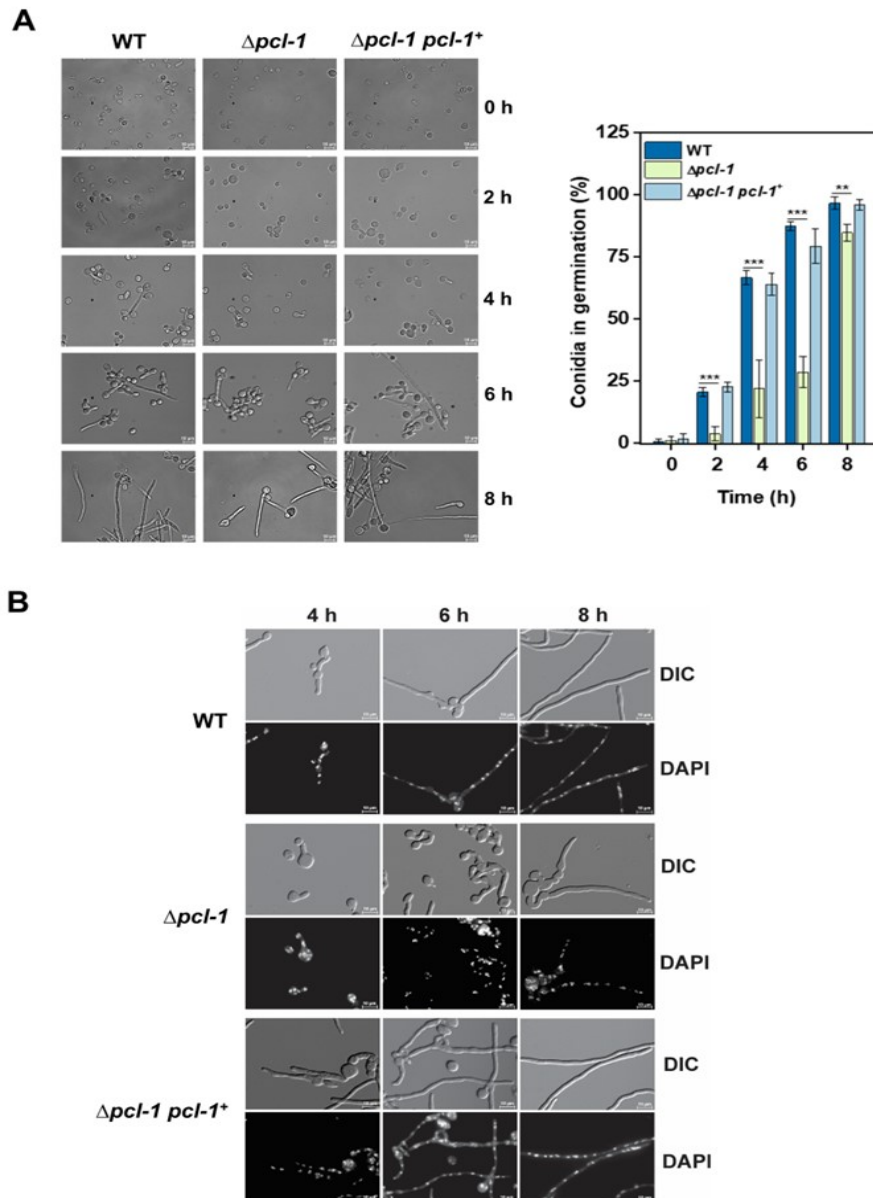 A
WT Δpcl-1 Δpcl-1 pcl-1+
0 h
2 h
4 h
6 h
8 h
Conidia in germination (%)
125
100
75
50
25
0
WT
Δpcl-1
Δpcl-1 pcl-1+
***
***
***
**
0 2 4 6 8
Time (h)
B
4 h 6 h 8 h
WT
DIC
DAPI
Δpcl-1
DIC
DAPI
Δpcl-1 pcl-1+
DIC
DAPI